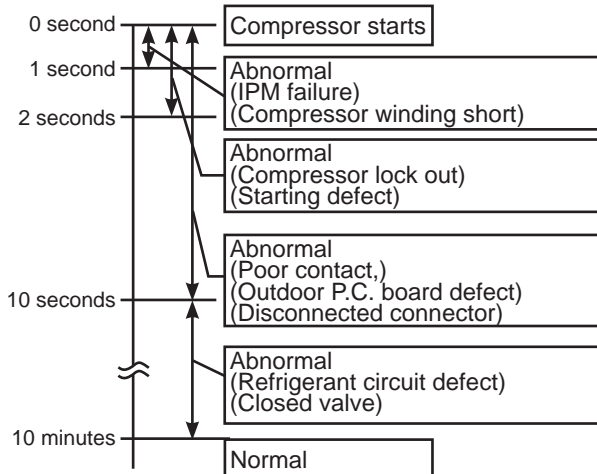 0 second
Compressor starts
1 second
Abnormal
(IPM failure)
(Compressor winding short)
2 seconds
Abnormal
(Compressor lock out)
(Starting defect)
Abnormal
(Poor contact,)
(Outdoor P.C. board defect)
(Disconnected connector)
10 seconds
Abnormal
(Refrigerant circuit defect)
(Closed valve)
10 minutes
Normal